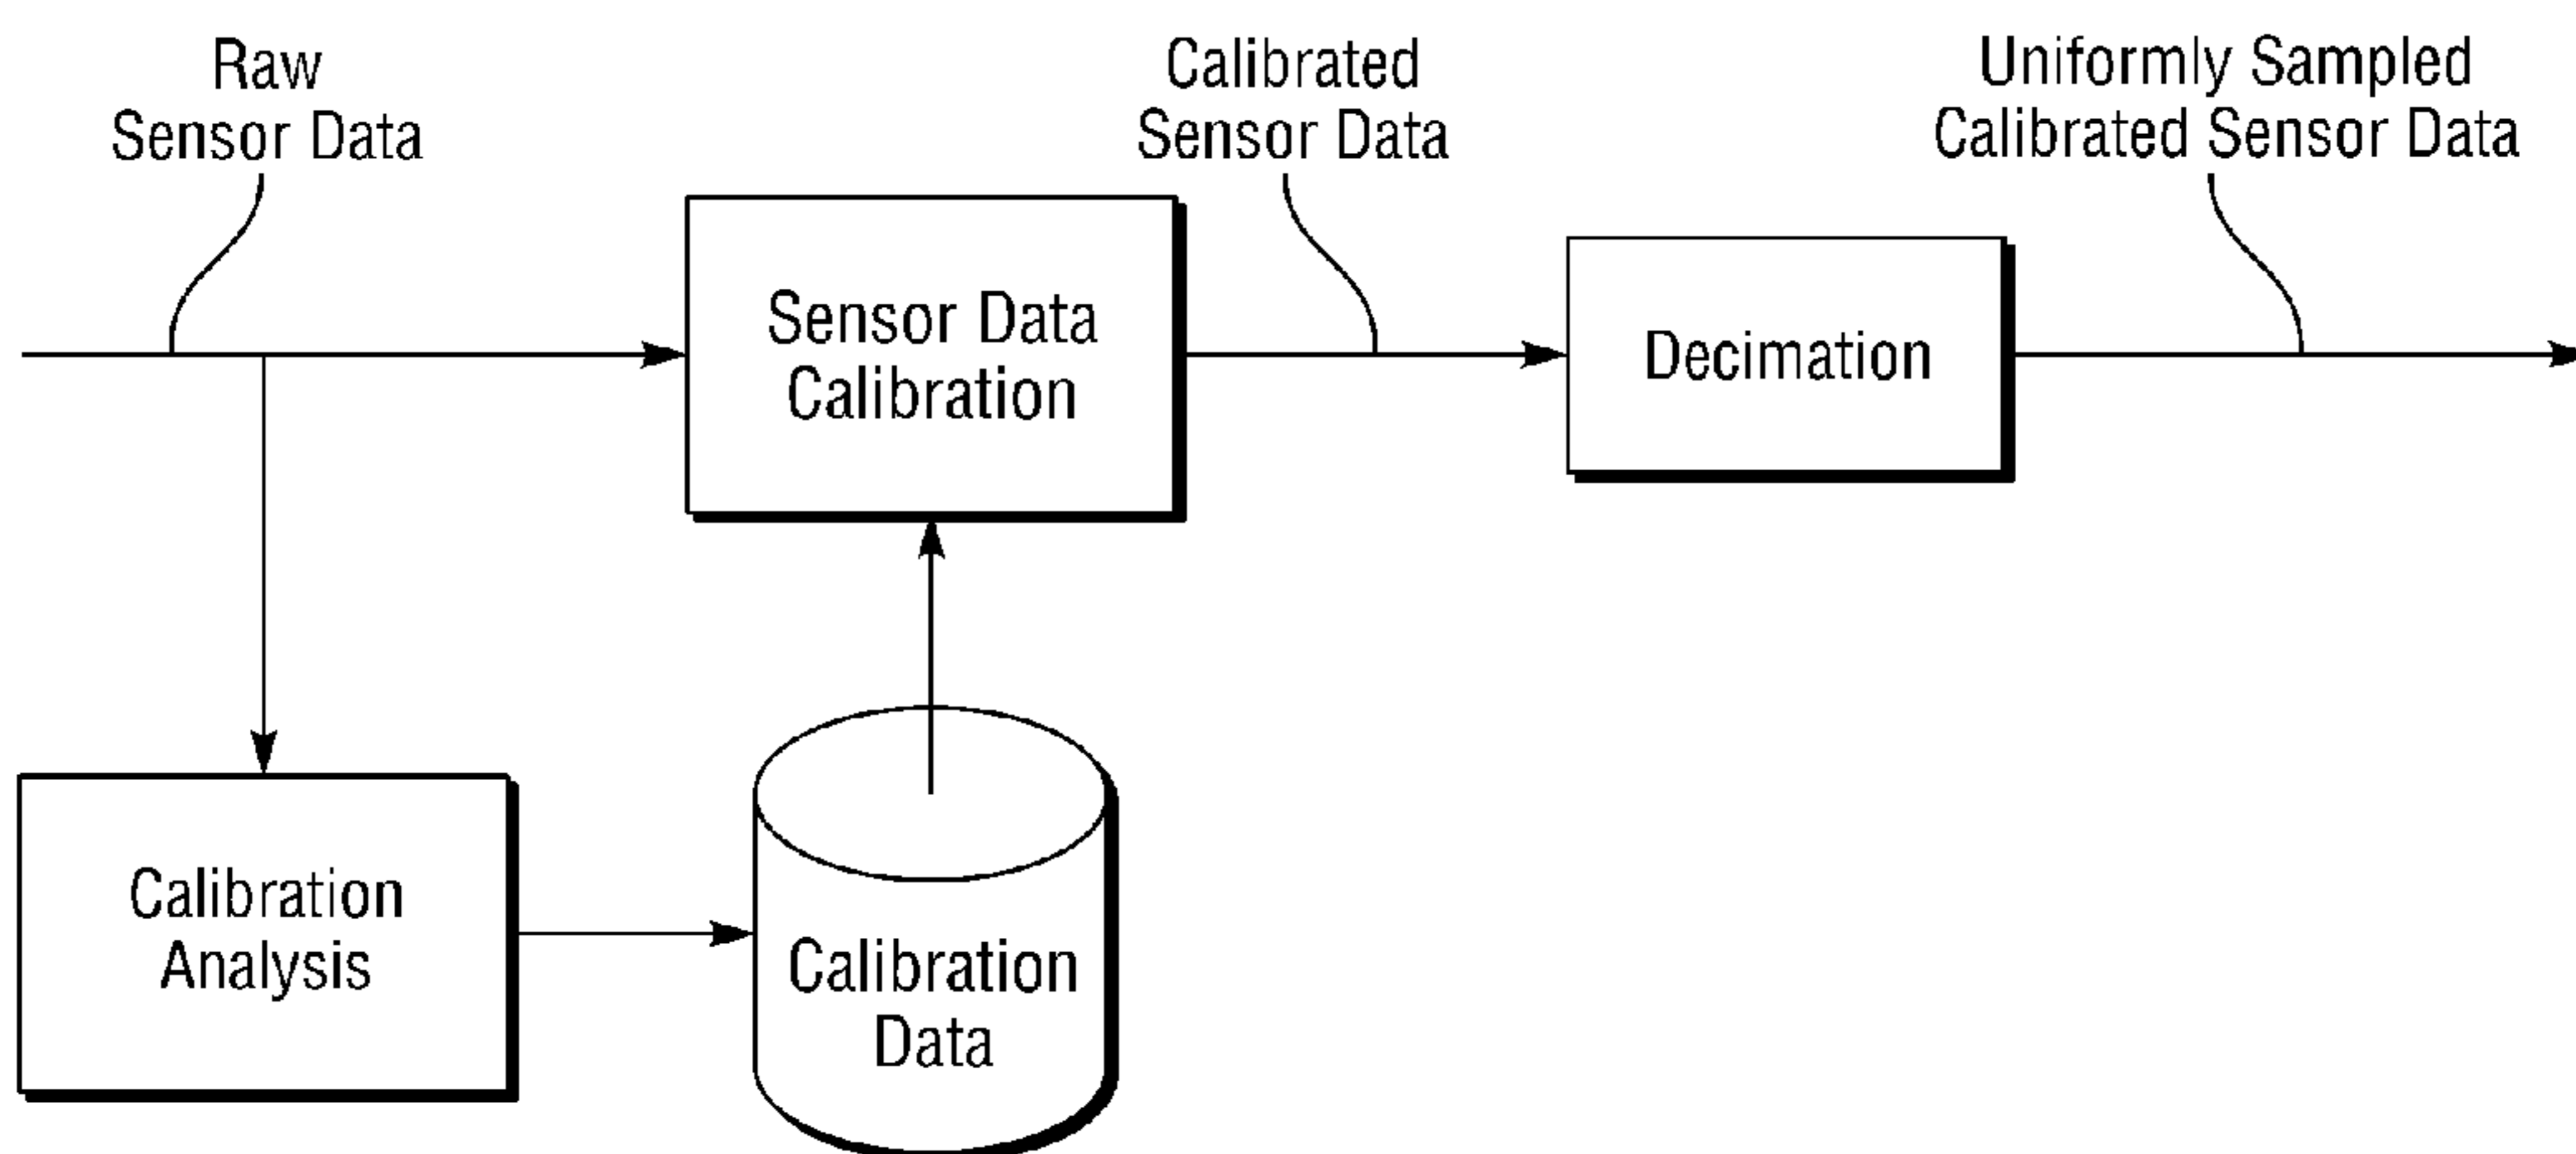 Raw
Sensor Data
Calibrated
Sensor Data
Uniformly Sampled
Calibrated Sensor Data
Sensor Data
Calibration
Decimation
Calibration
Analysis
Calibration
Data